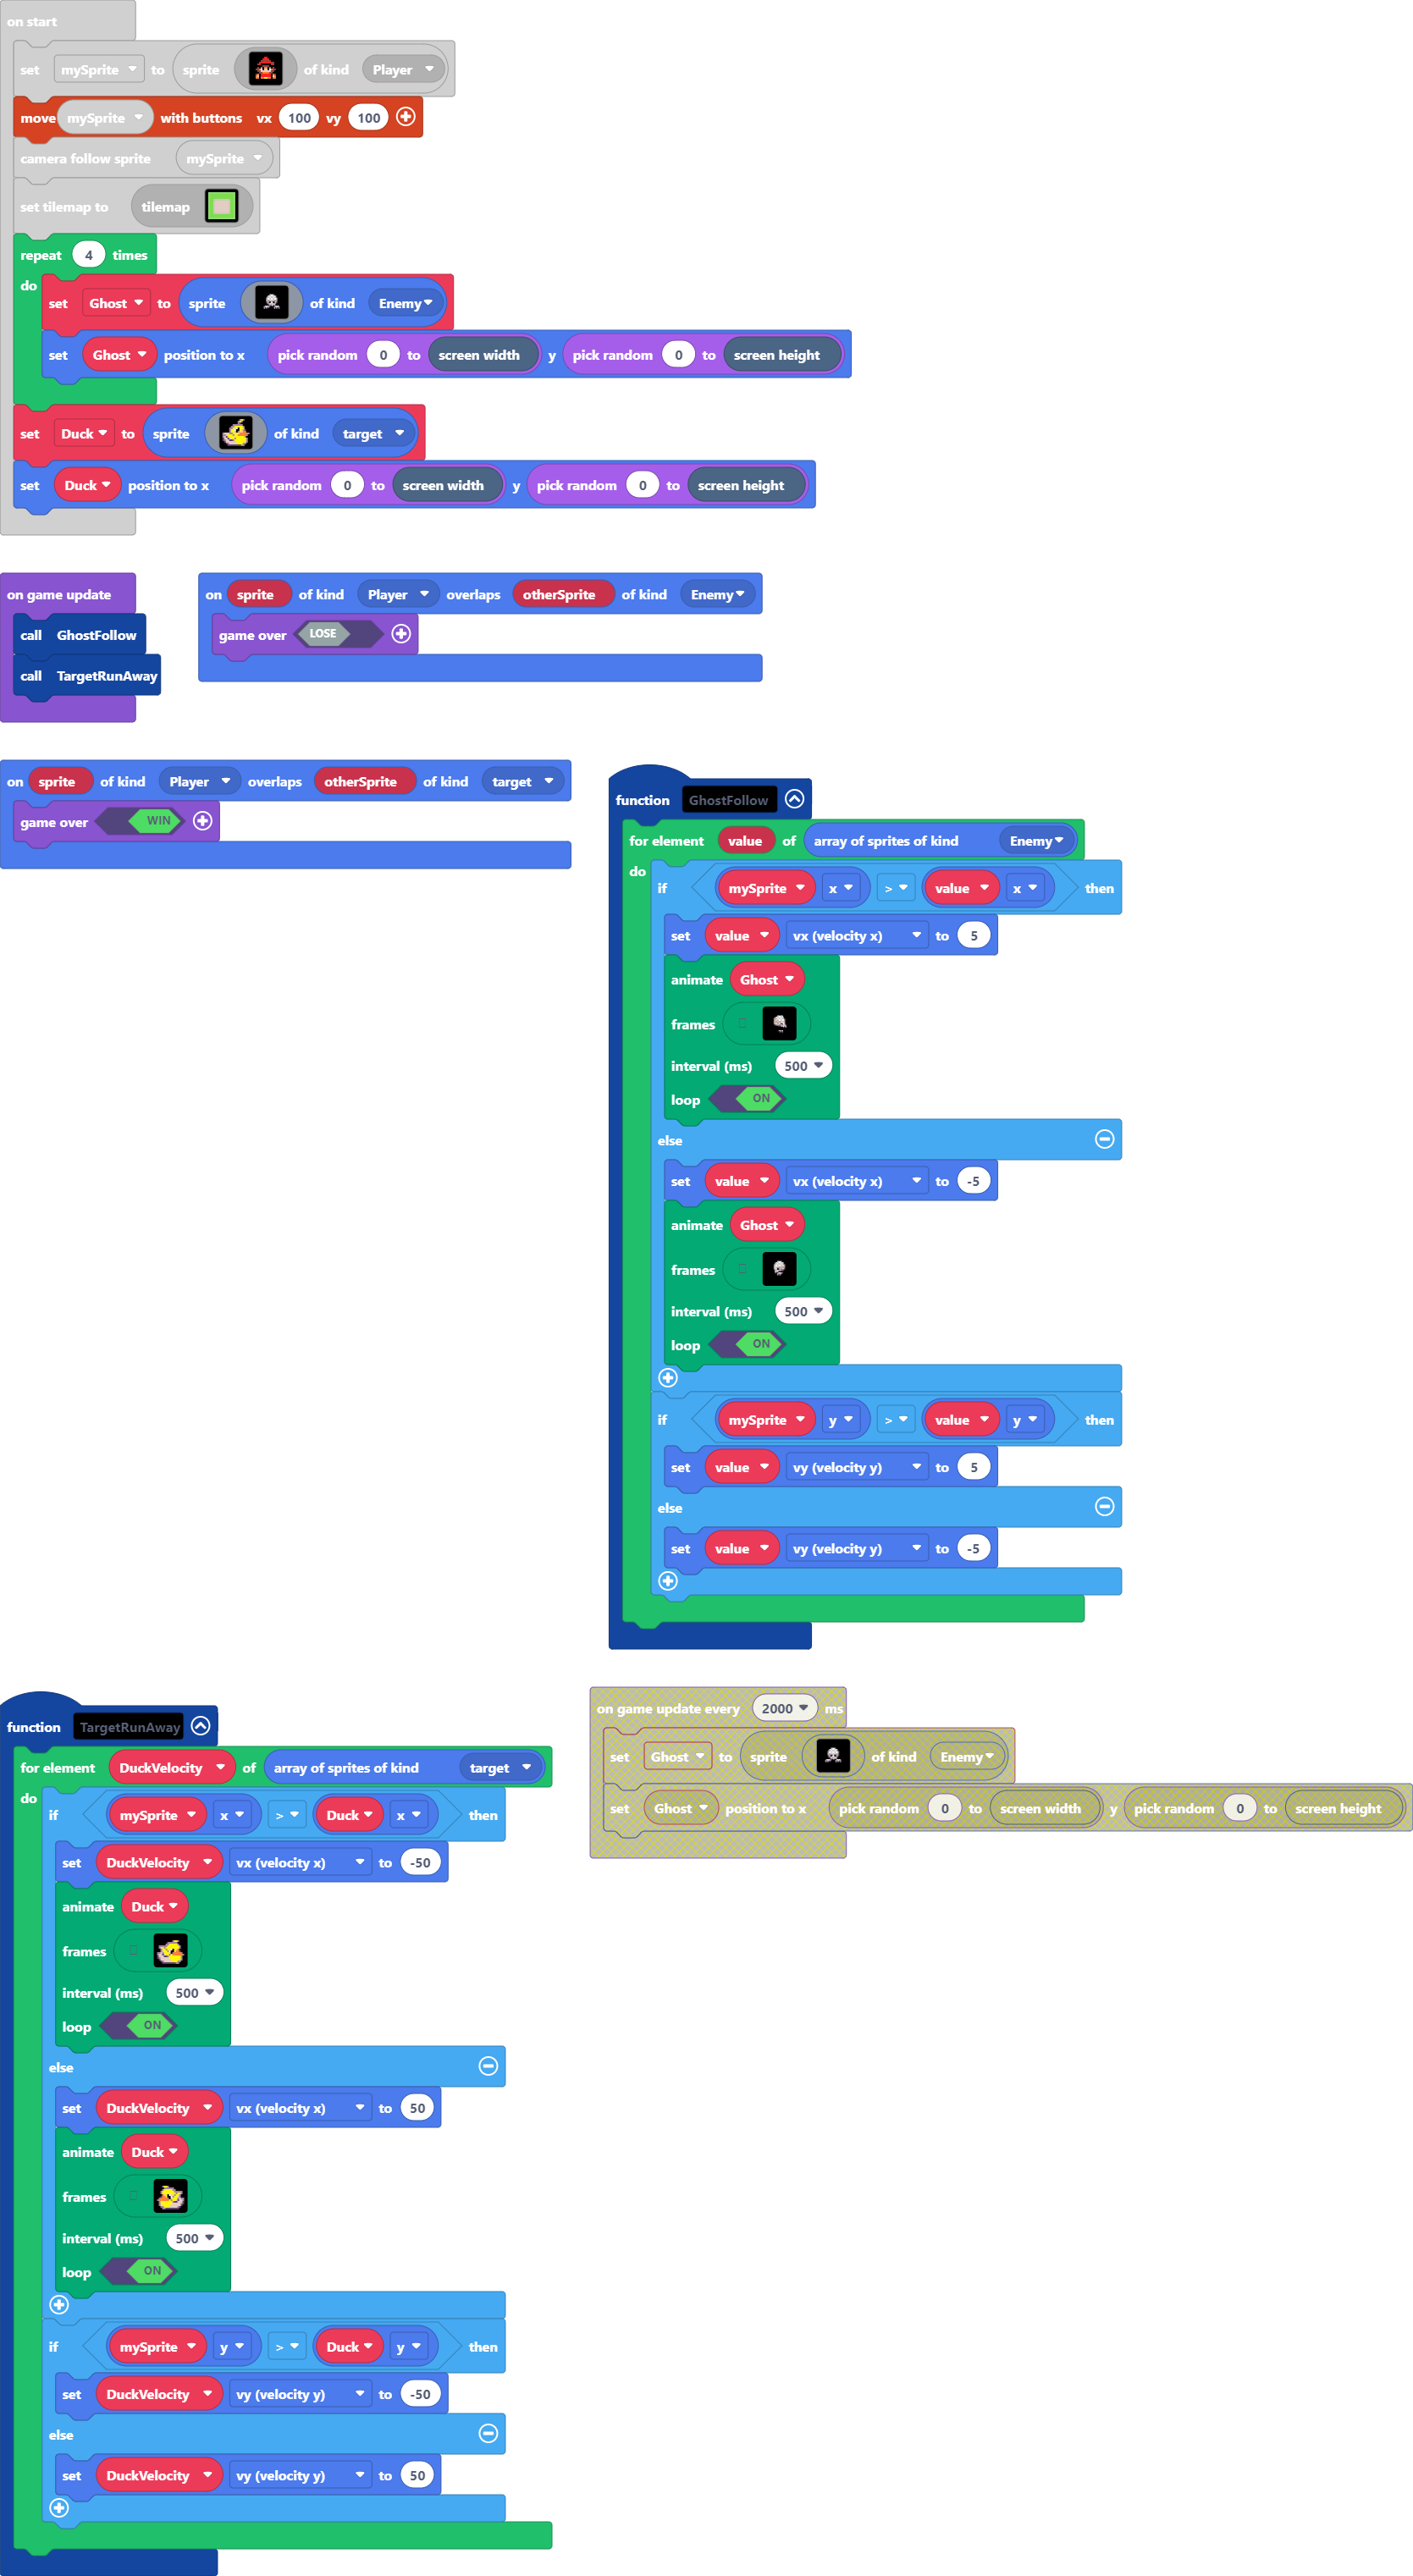 on start
set mySprite to sprite of kind Player
move mySprite with buttons vx 100 vy 100
camera follow sprite mySprite
set tilemap to tilemap
repeat 4 times
do
set Ghost to sprite of kind Enemy
set Ghost position to x pick random 0 to screen width y pick random 0 to screen height
set Duck to sprite of kind target
set Duck position to x pick random 0 to screen width y pick random 0 to screen height
on game update
call GhostFollow
call TargetRunAway
on sprite of kind Player overlaps otherSprite of kind Enemy
game over LOSE
on sprite of kind Player overlaps otherSprite of kind target
game over WIN
function GhostFollow
for element value of array of sprites of kind Enemy
do
if mySprite x > value x then
set value vx (velocity x) to 5
animate Ghost
frames
interval (ms) 500
loop ON
else
set value vx (velocity x) to -5
animate Ghost
frames
interval (ms) 500
loop ON
if mySprite y > value y then
set value vy (velocity y) to 5
else
set value vy (velocity y) to -5
function TargetRunAway
for element DuckVelocity of array of sprites of kind target
do
if mySprite x > Duck x then
set DuckVelocity vx (velocity x) to -50
animate Duck
frames
interval (ms) 500
loop ON
else
set DuckVelocity vx (velocity x) to 50
animate Duck
frames
interval (ms) 500
loop ON
if mySprite y > Duck y then
set DuckVelocity vy (velocity y) to -50
else
set DuckVelocity vy (velocity y) to 50
on game update every 2000 ms
set Ghost to sprite of kind Enemy
set Ghost position to x pick random 0 to screen width y pick random 0 to screen height